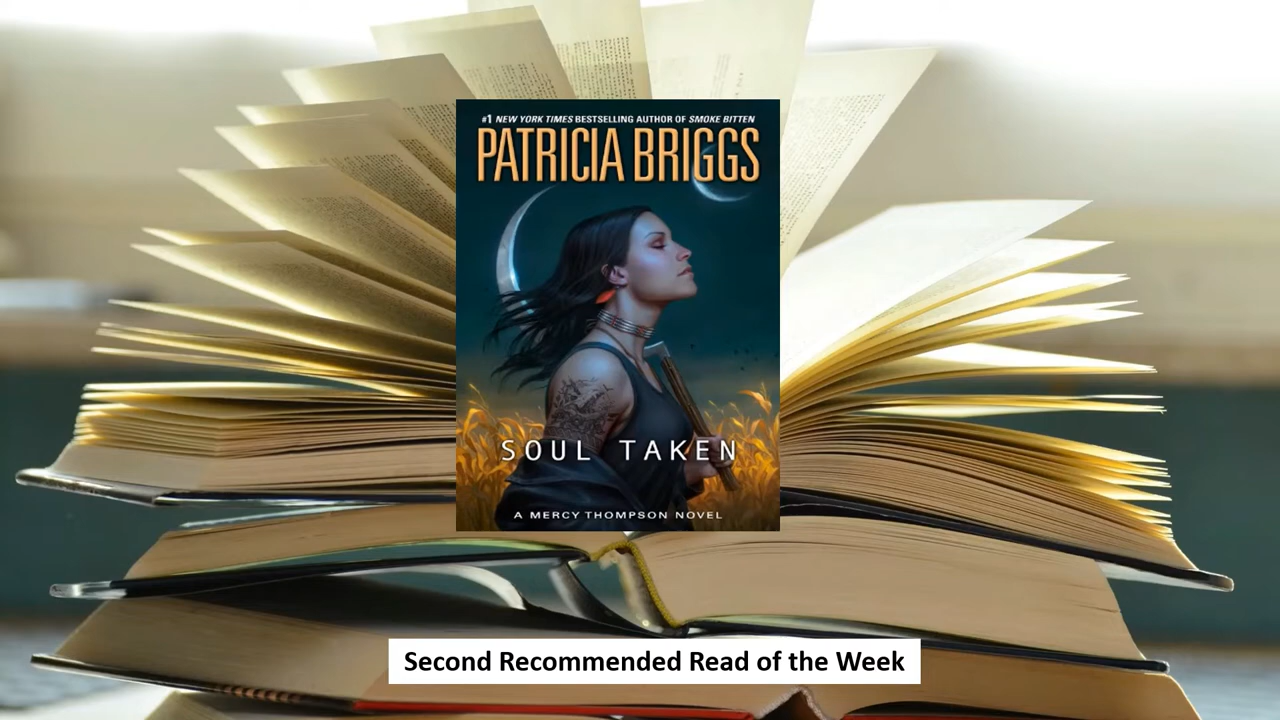 #1 NEW YORK TIMES BESTSELLING AUTHOR OF SMOKE BITTEN
PATRICIA BRIGGS
SOUL TAKEN
A MERCY THOMPSON NOVEL
Second Recommended Read of the Week